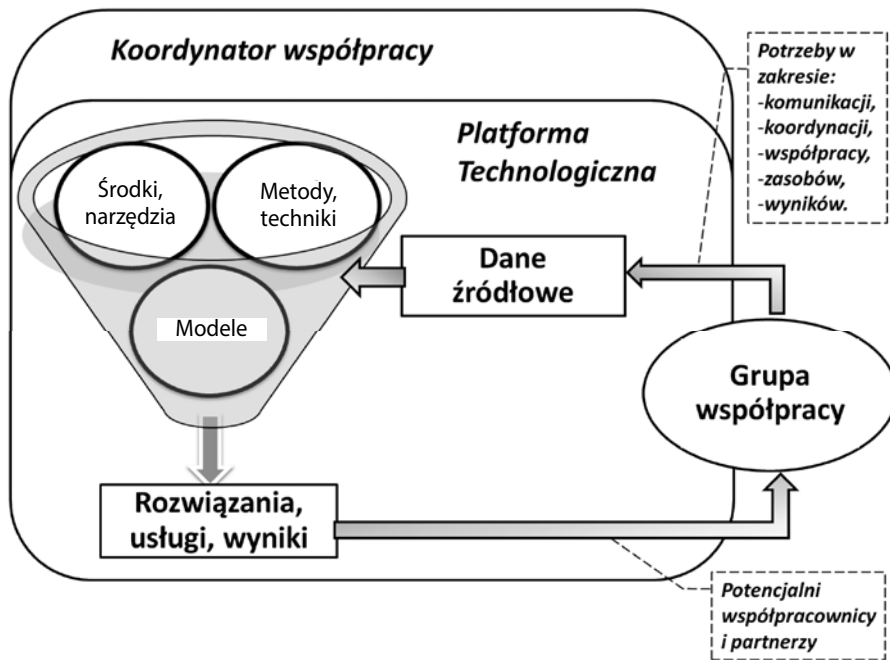 Koordynator współpracy
Potrzeby w
zakresie:
-komunikacji,
-koordynacji,
-współpracy,
-zasobów,
-wyników.
Platforma
Technologiczna
Środki,
narzędzia
Metody,
techniki
Modele
Dane
źródłowe
Grupa
współpracy
Rozwiązania,
usługi, wyniki
Potencjalni
współpracownicy
i partnerzy